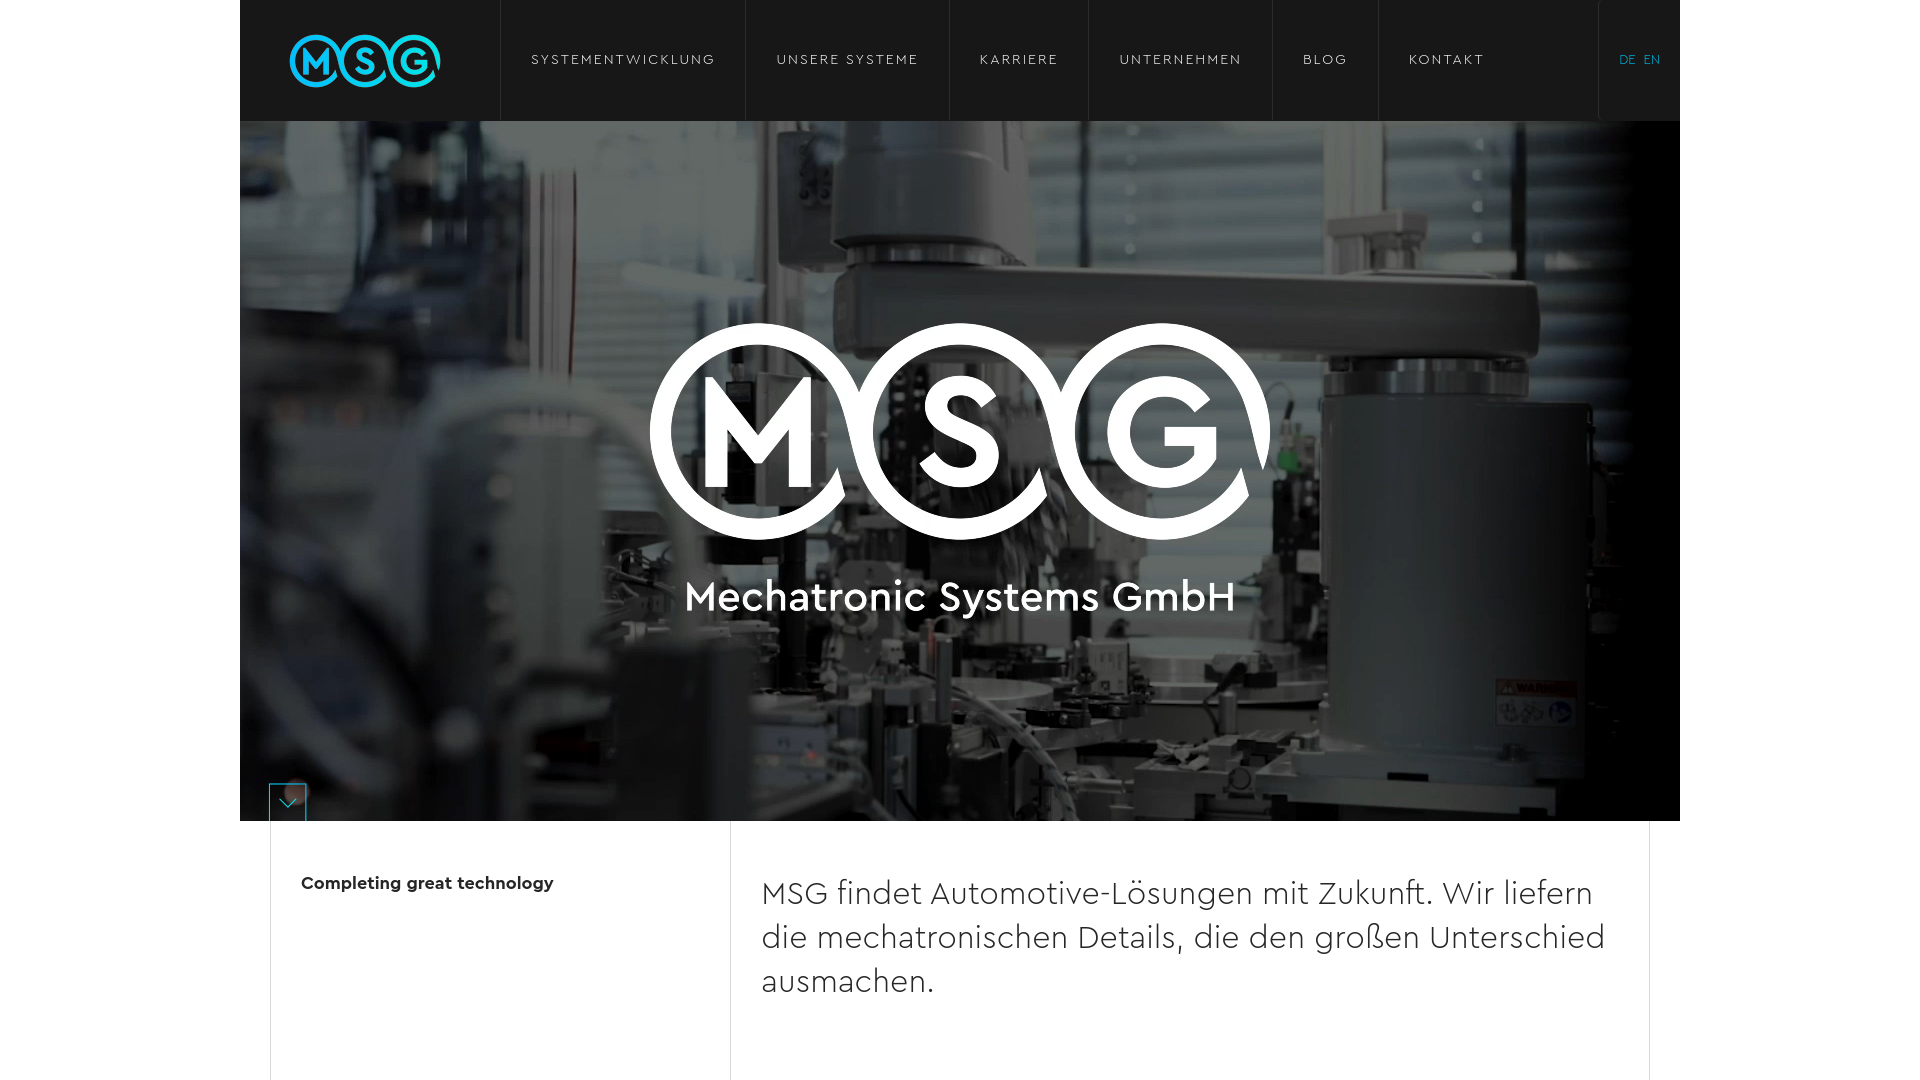 MSG
SYSTEMENTWICKLUNG
UNSERE SYSTEME
KARRIERE
UNTERNEHMEN
BLOG
KONTAKT
DE EN
MSG
Mechatronic Systems GmbH
WARNING
Completing great technology
MSG findet Automotive-Lösungen mit Zukunft. Wir liefern
die mechatronischen Details, die den großen Unterschied
ausmachen.